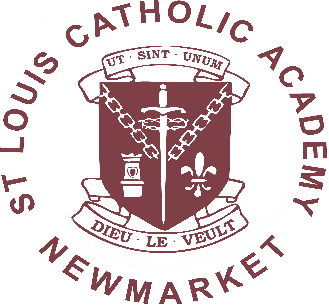 ST LOUIS CATHOLIC ACADEMY
UT · SINT · UNUM
DIEU · LE · VEULT
NEWMARKET